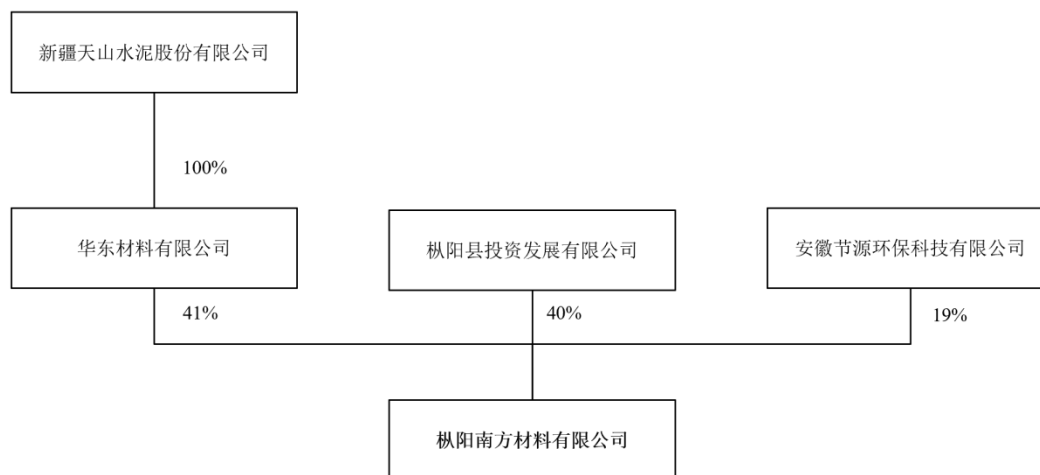 新疆天山水泥股份有限公司
100%
华东材料有限公司
枞阳县投资发展有限公司
安徽节源环保科技有限公司
41%
40%
19%
枞阳南方材料有限公司